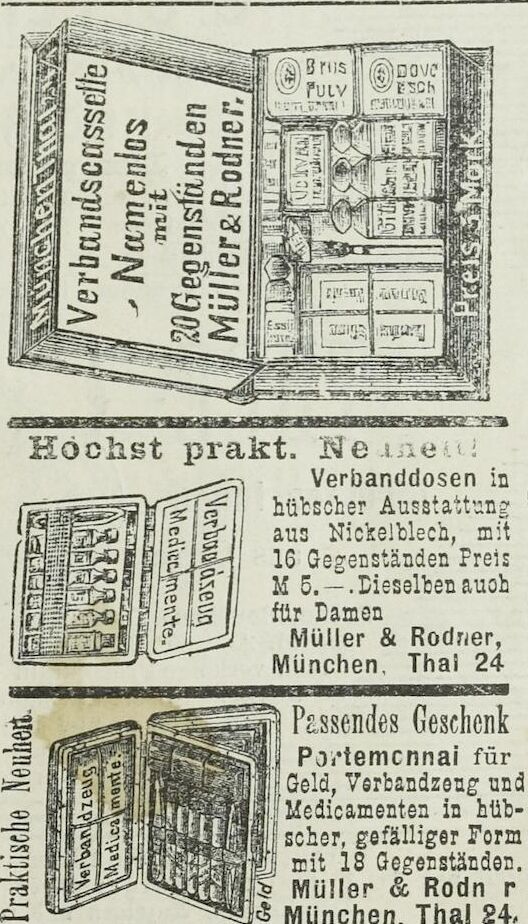 München Thal 24
Verbandscassette
Namenlos
mit
20 Gegenständen
Müller & Rodner.
Preis 9 Mark
Höchst prakt. Neuheit!
Verbanddosen in
hübscher Ausstattung
aus Nickelblech, mit
16 Gegenständen Preis
M 5.—. Dieselben auch
für Damen
Müller & Rodner,
München, Thal 24
Verbandzeug
Medicamente.
Praktische Neuheit.
Passendes Geschenk
Portemonnai für
Geld, Verbandzeug und
Medicamenten in hüb-
scher, gefälliger Form
mit 18 Gegenständen.
Müller & Rodn r
München, Thal 24.
Verbandzeug
Medicamente
Geld